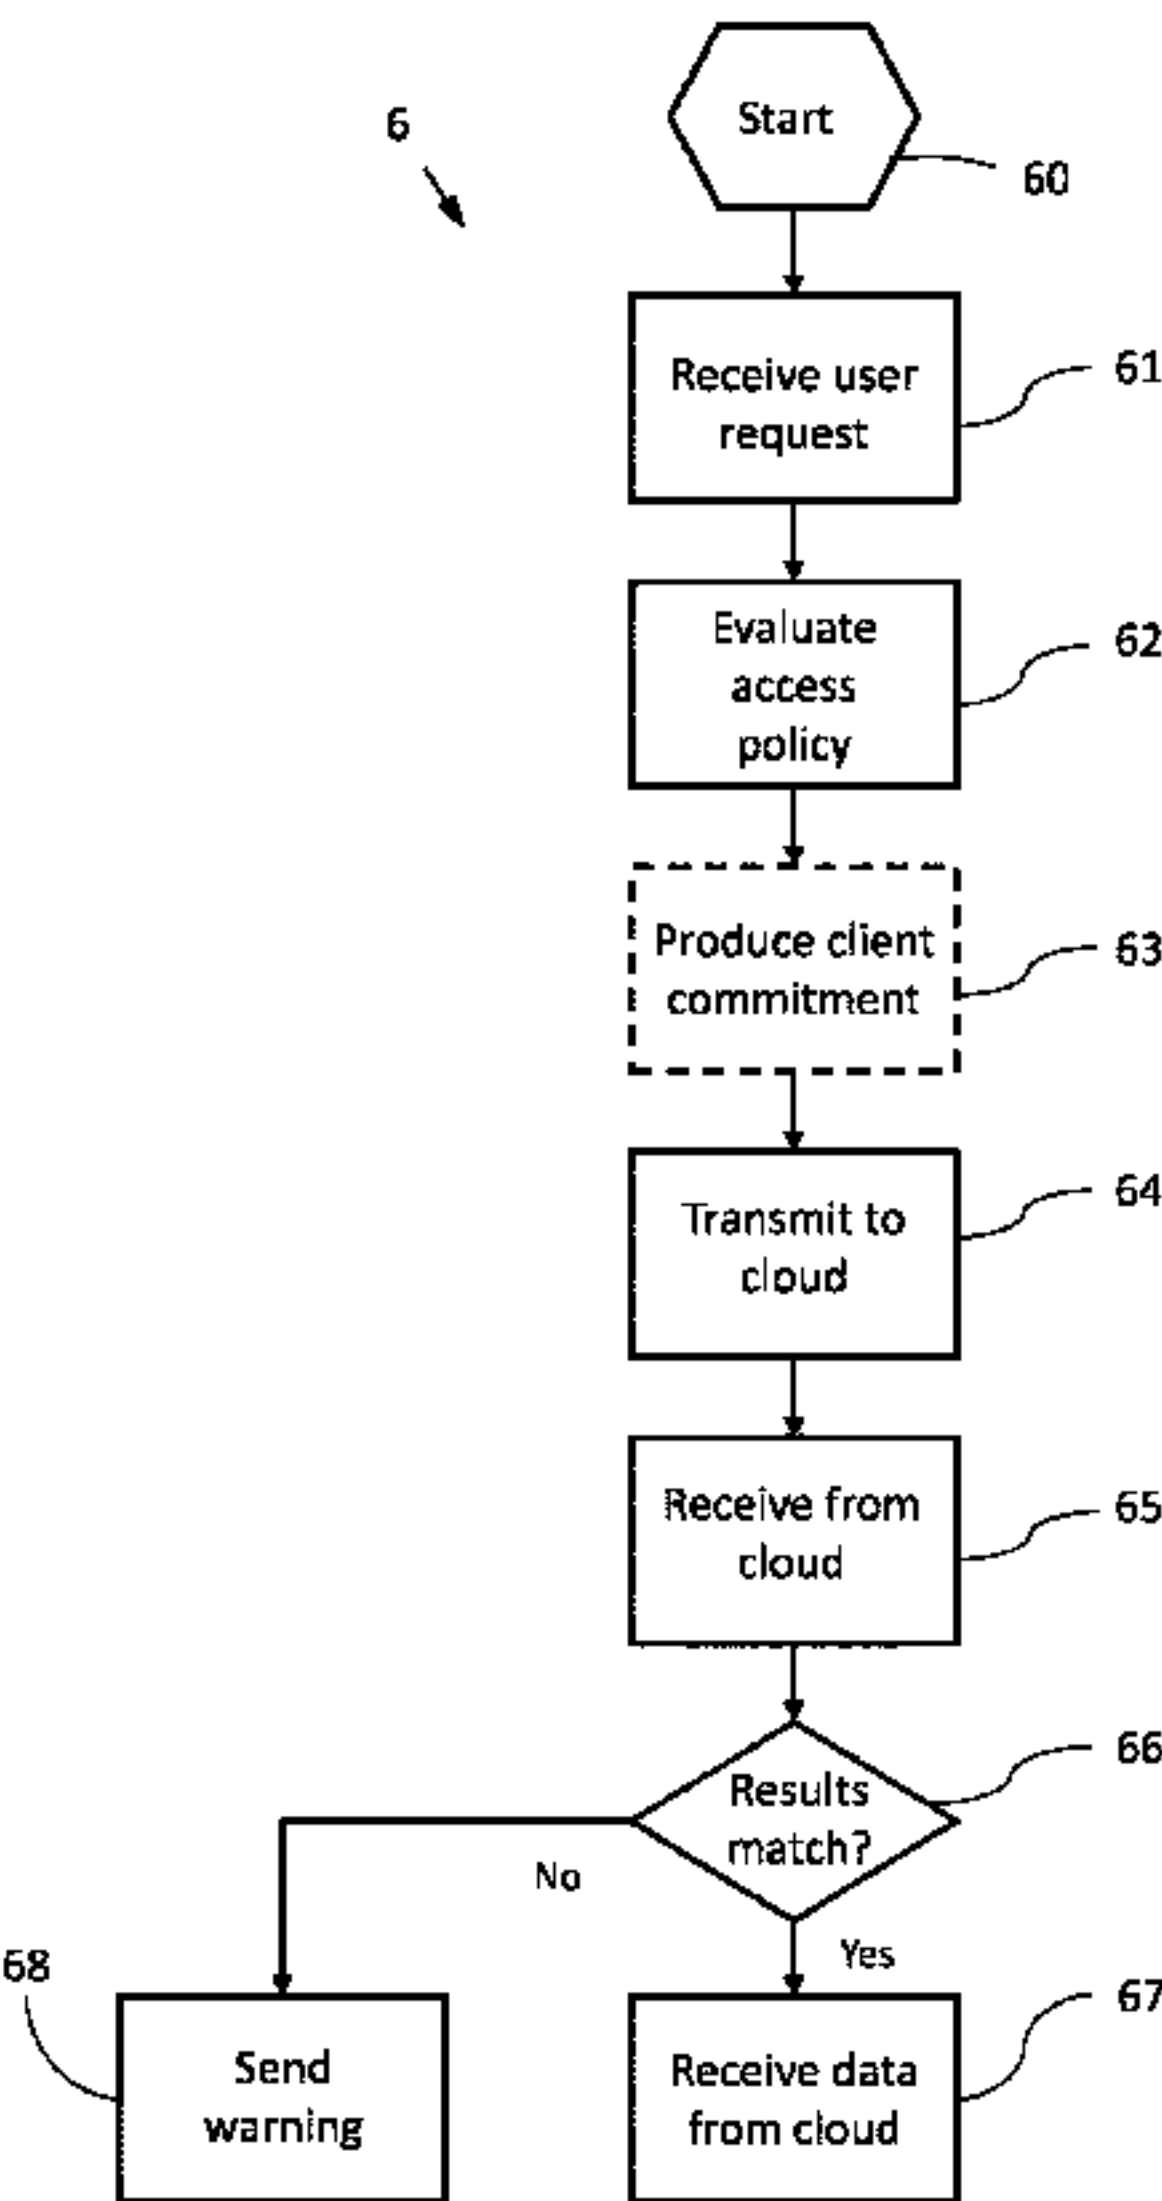 Start
6
60
Receive user
request
61
Evaluate
access
policy
62
Produce client
commitment
63
Transmit to
cloud
64
Receive from
cloud
65
Results
match?
66
No
Yes
68
Send
warning
Receive data
from cloud
67